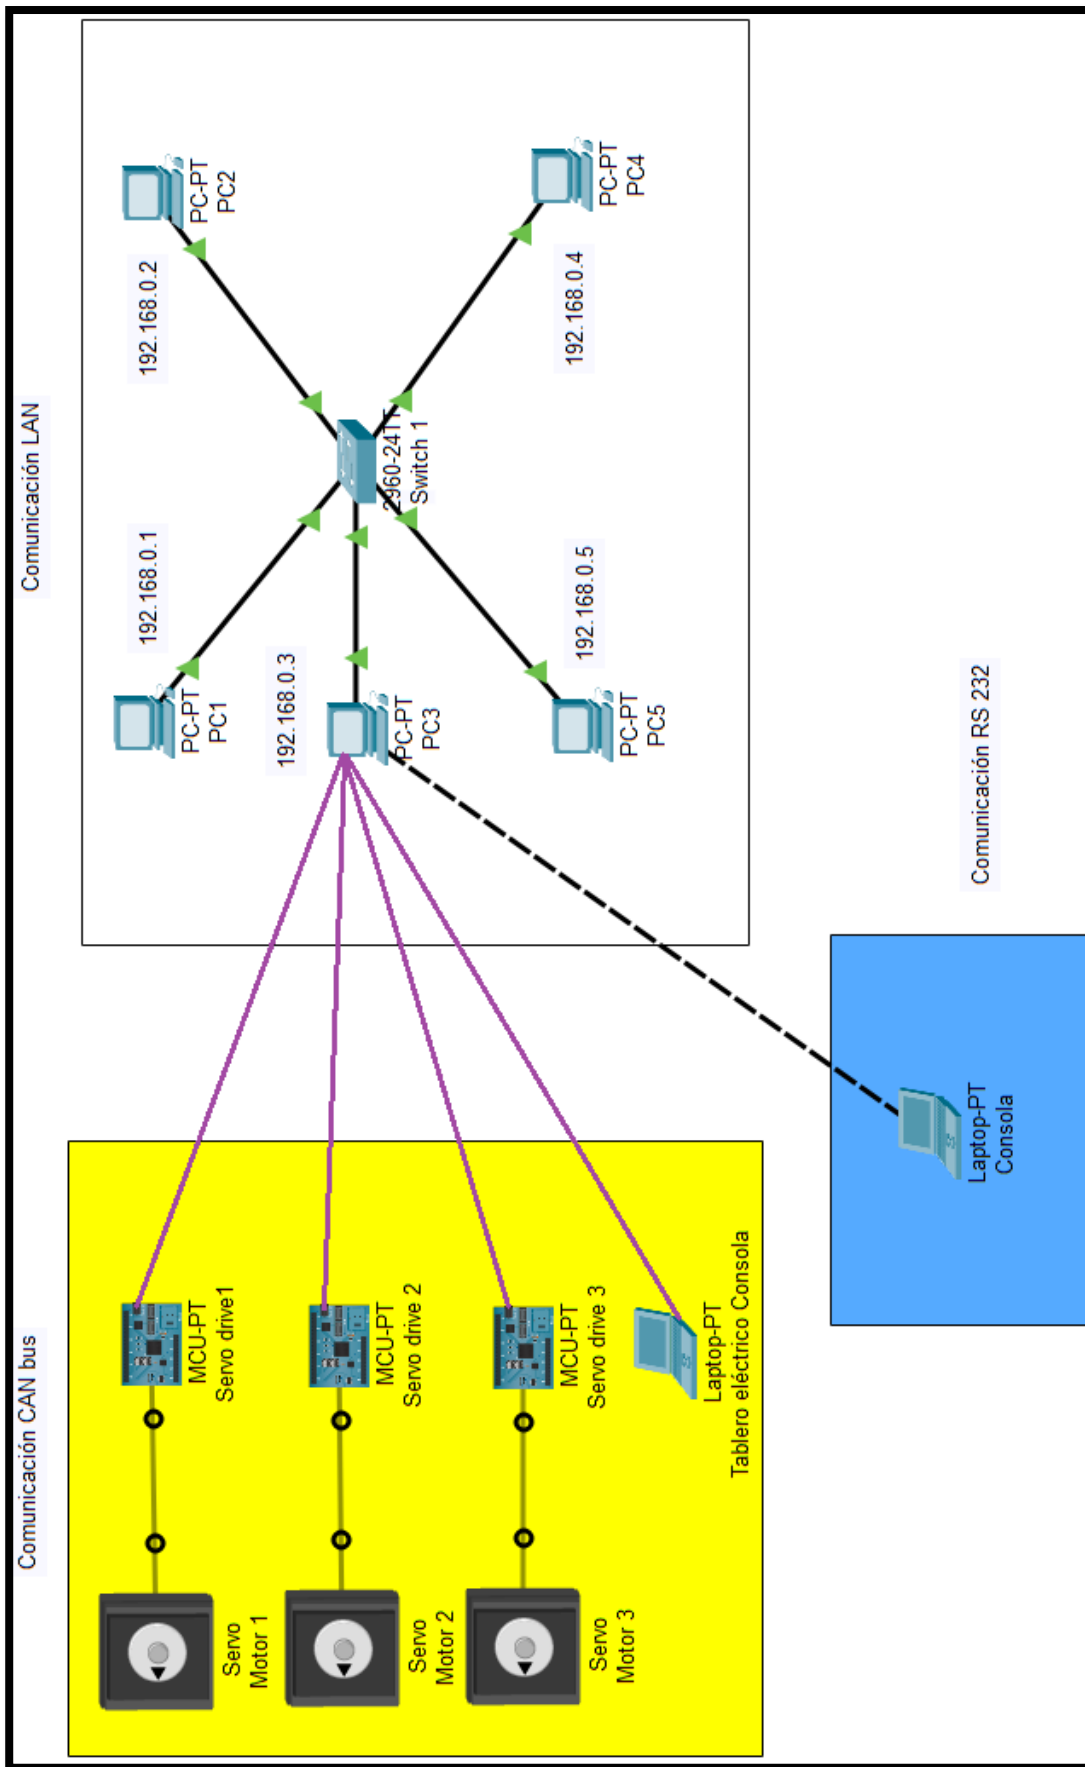 Comunicación CAN bus
Comunicación LAN
Servo
Motor 1
MCU-PT
Servo drive1
Servo
Motor 2
MCU-PT
Servo drive 2
Servo
Motor 3
MCU-PT
Servo drive 3
Laptop-PT
Tablero eléctrico Consola
PC-PT
PC1
192.168.0.1
192.168.0.2
PC-PT
PC2
192.168.0.3
PC-PT
PC3
2960-24TT
Switch 1
PC-PT
PC5
192.168.0.5
192.168.0.4
PC-PT
PC4
Comunicación RS 232
Laptop-PT
Consola